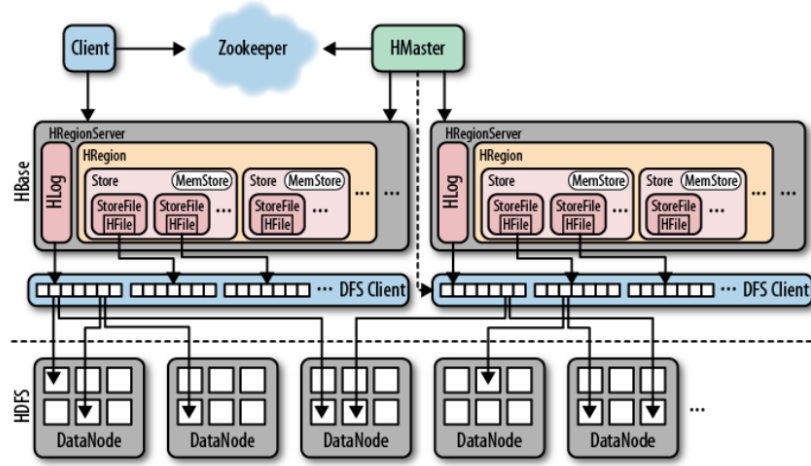 Client
Zookeeper
HMaster
HBase
HRegionServer
HLog
HRegion
Store
MemStore
StoreFile
HFile
StoreFile
HFile
...
Store
MemStore
StoreFile
HFile
...
...
...
HRegionServer
HLog
HRegion
Store
MemStore
StoreFile
HFile
StoreFile
HFile
...
Store
MemStore
StoreFile
HFile
...
...
...
... DFS Client
... DFS Client
HDFS
DataNode
DataNode
DataNode
DataNode
DataNode
...